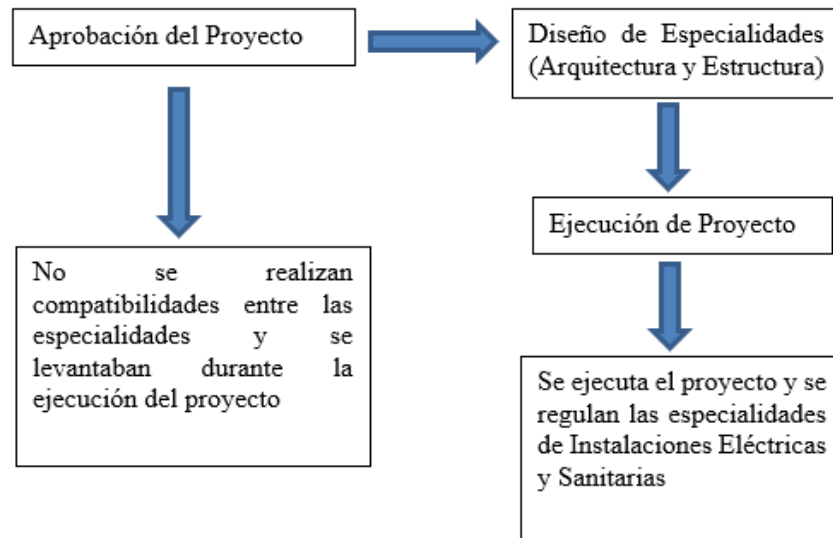 Aprobación del Proyecto
Diseño de Especialidades
(Arquitectura y Estructura)
Ejecución de Proyecto
No se realizan
compatibilidades entre las
especialidades y se
levantaban durante la
ejecución del proyecto
Se ejecuta el proyecto y se
regulan las especialidades
de Instalaciones Eléctricas
y Sanitarias